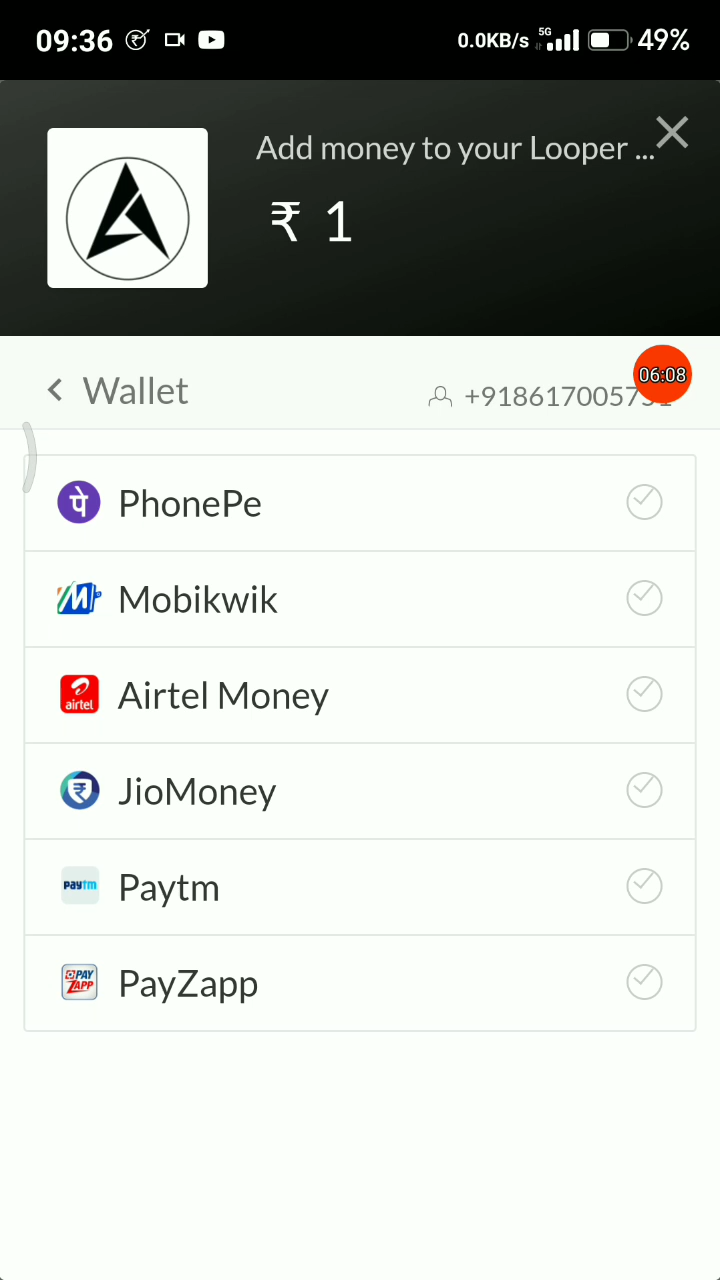 09:36
0.0KB/s 5G 49%
Add money to your Looper ...
₹ 1
Wallet
06:08
पे PhonePe
Mobikwik
airtel Airtel Money
₹ JioMoney
paytm Paytm
PAY ZAPP PayZapp